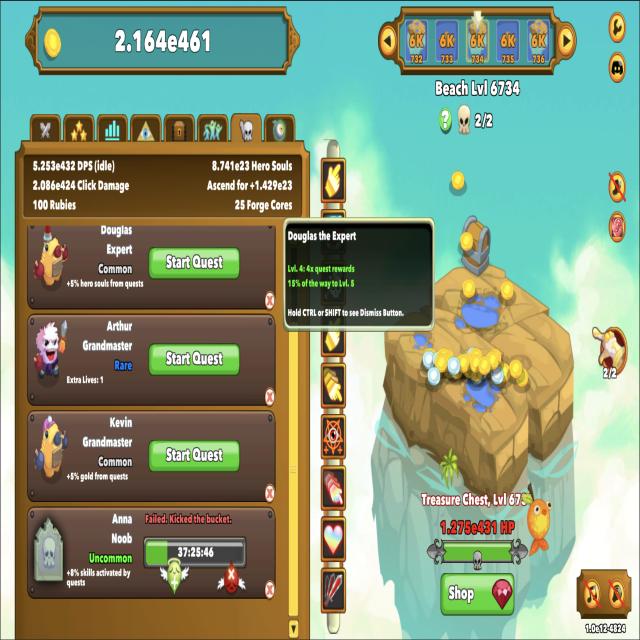 2.164e461
6K
6K
6K
6K
6K
732
733
734
735
736
Beach Lvl 6734
2/2
5.253e432 DPS (idle)
8.741e23 Hero Souls
2.086e424 Click Damage
Ascend for +1.429e23
100 Rubies
25 Forge Cores
Douglas
Expert
Common
+5% hero souls from quests
Start Quest
Douglas the Expert
Lvl. 4: 4x quest rewards
15% of the way to Lvl. 5
Hold CTRL or SHIFT to see Dismiss Button.
Arthur
Grandmaster
Rare
Extra Lives: 1
Start Quest
2/2
Kevin
Grandmaster
Common
+5% gold from quests
Start Quest
Anna
Noob
Uncommon
+8% skills activated by
quests
Failed. Kicked the bucket.
37:25:46
Treasure Chest, Lvl 673
1.275e431 HP
Shop